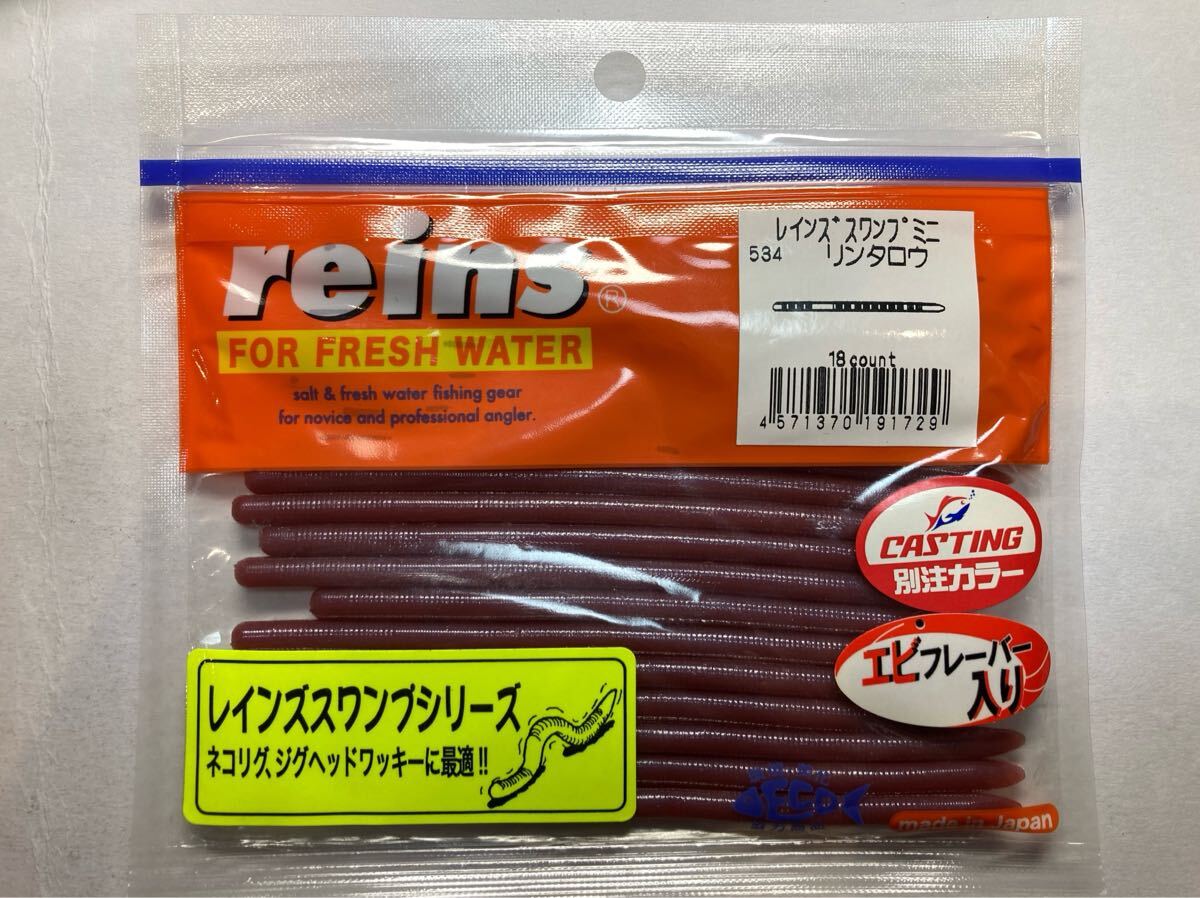 reins®
FOR FRESH WATER
salt & fresh water fishing gear
for novice and professional angler.
レインズスワンプミニ
534 リンタロウ
18count
4 571370 191729
CASTING
別注カラー
エビフレーバー
入り
レインズスワンプシリーズ
ネコリグ、ジグヘッドワッキーに最適!!
ECO
made in Japan